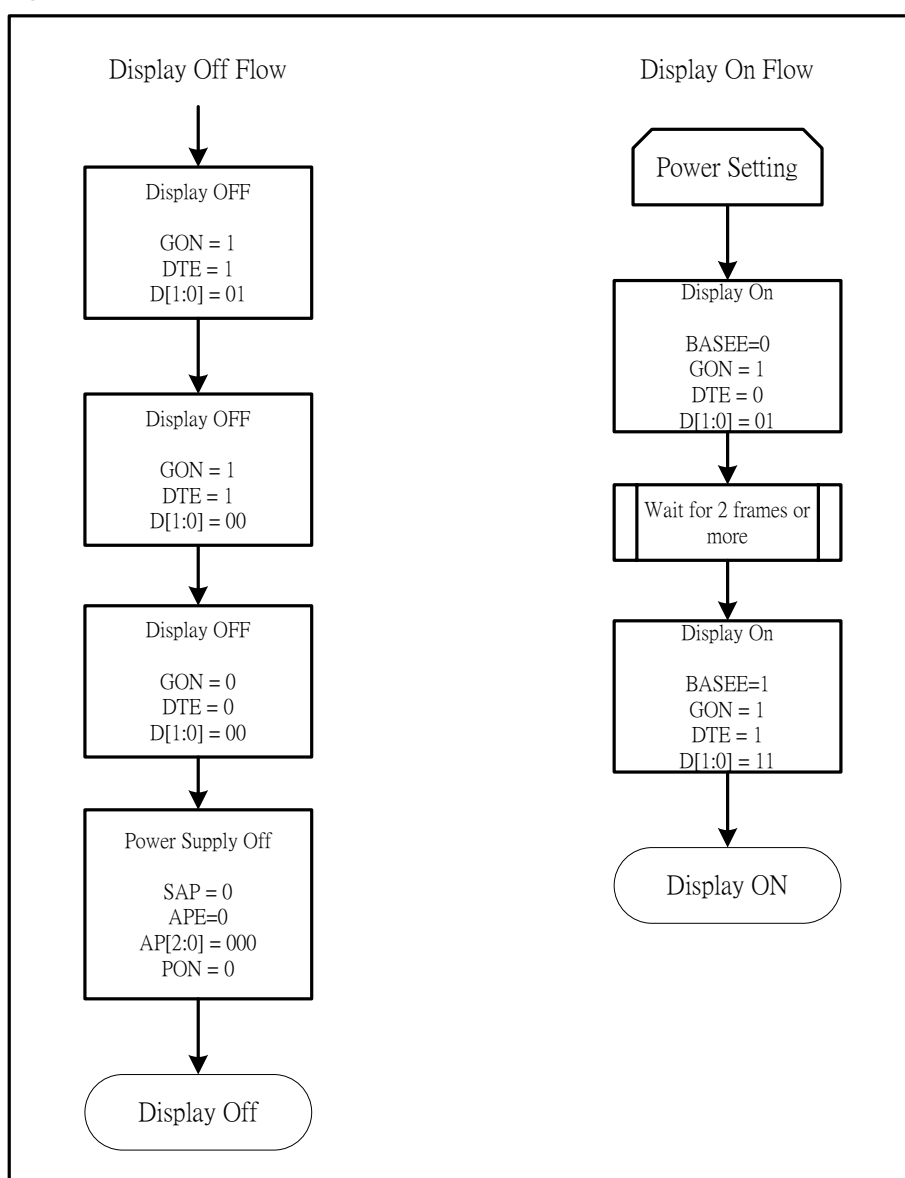 Display Off Flow
Display OFF
GON = 1
DTE = 1
D[1:0] = 01
Display OFF
GON = 1
DTE = 1
D[1:0] = 00
Display OFF
GON = 0
DTE = 0
D[1:0] = 00
Power Supply Off
SAP = 0
APE=0
AP[2:0] = 000
PON = 0
Display Off
Display On Flow
Power Setting
Display On
BASEE=0
GON = 1
DTE = 0
D[1:0] = 01
Wait for 2 frames or
more
Display On
BASEE=1
GON = 1
DTE = 1
D[1:0] = 11
Display ON